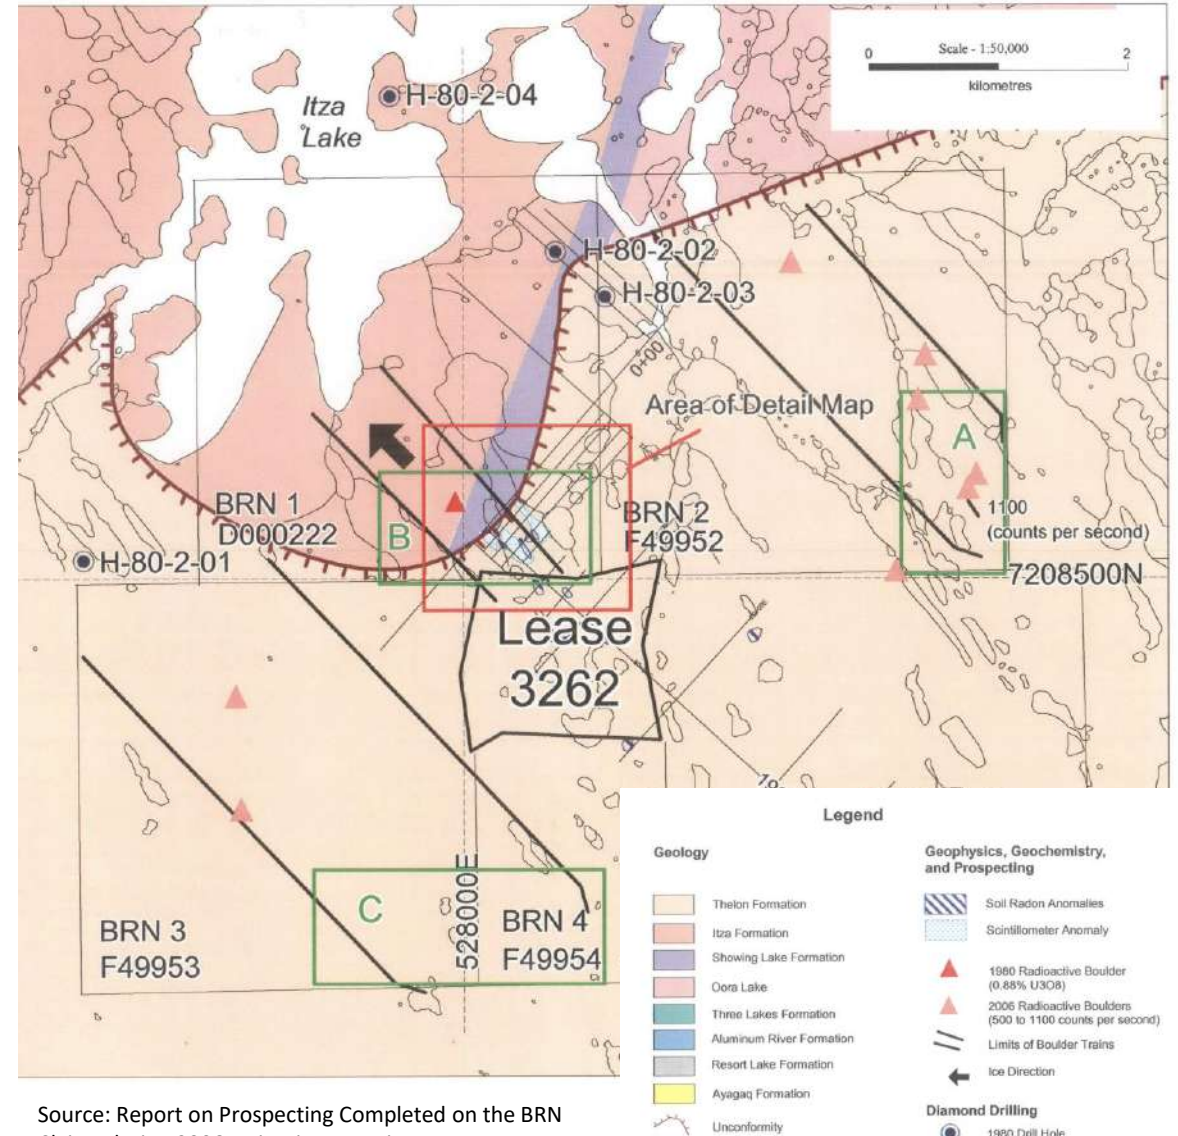 0 Scale - 1:50,000 2
kilometres
Itza
Lake
H-80-2-04
H-80-2-02
H-80-2-03
0+00
Area of Detail Map
A
BRN 1
D000222
B
BRN 2
F49952
1100
(counts per second)
H-80-2-01
7208500N
Lease
3262
C
528000E
BRN 3
F49953
BRN 4
F49954
Legend
Geology
Thelon Formation
Itza Formation
Showing Lake Formation
Oora Lake
Three Lakes Formation
Aluminum River Formation
Resort Lake Formation
Ayagaq Formation
Unconformity
Geophysics, Geochemistry,
and Prospecting
Soil Radon Anomalies
Scintillometer Anomaly
1980 Radioactive Boulder
(0.88% U3O8)
2006 Radioactive Boulders
(500 to 1100 counts per second)
Limits of Boulder Trains
Ice Direction
Diamond Drilling
1980 Drill Hole
Source: Report on Prospecting Completed on the BRN